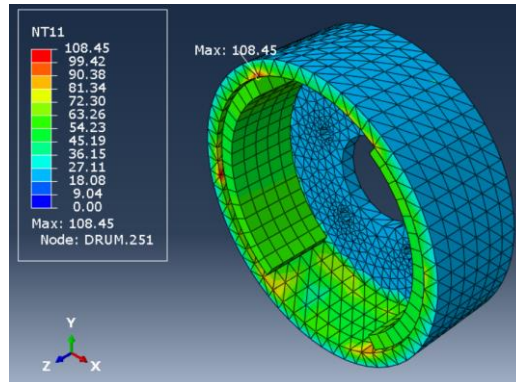 NT11
108.45
99.42
90.38
81.34
72.30
63.26
54.23
45.19
36.15
27.11
18.08
9.04
0.00
Max: 108.45
Node: DRUM.251
Max: 108.45
Y
Z
X